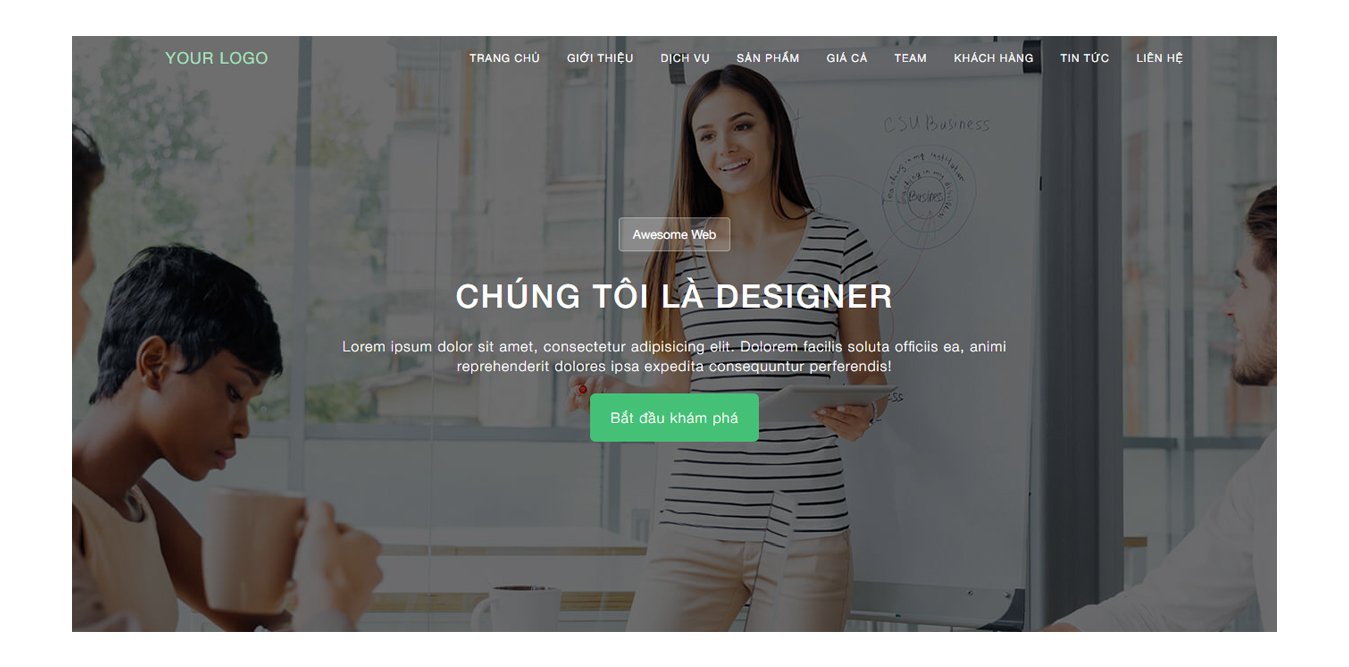 YOUR LOGO
TRANG CHỦ GIỚI THIỆU DỊCH VỤ SẢN PHẨM GIÁ CẢ TEAM KHÁCH HÀNG TIN TỨC LIÊN HỆ
CSU Business
Business
Awesome Web
CHÚNG TÔI LÀ DESIGNER
Lorem ipsum dolor sit amet, consectetur adipisicing elit. Dolorem facilis soluta officiis ea, animi
reprehenderit dolores ipsa expedita consequuntur perferendis!
Bắt đầu khám phá